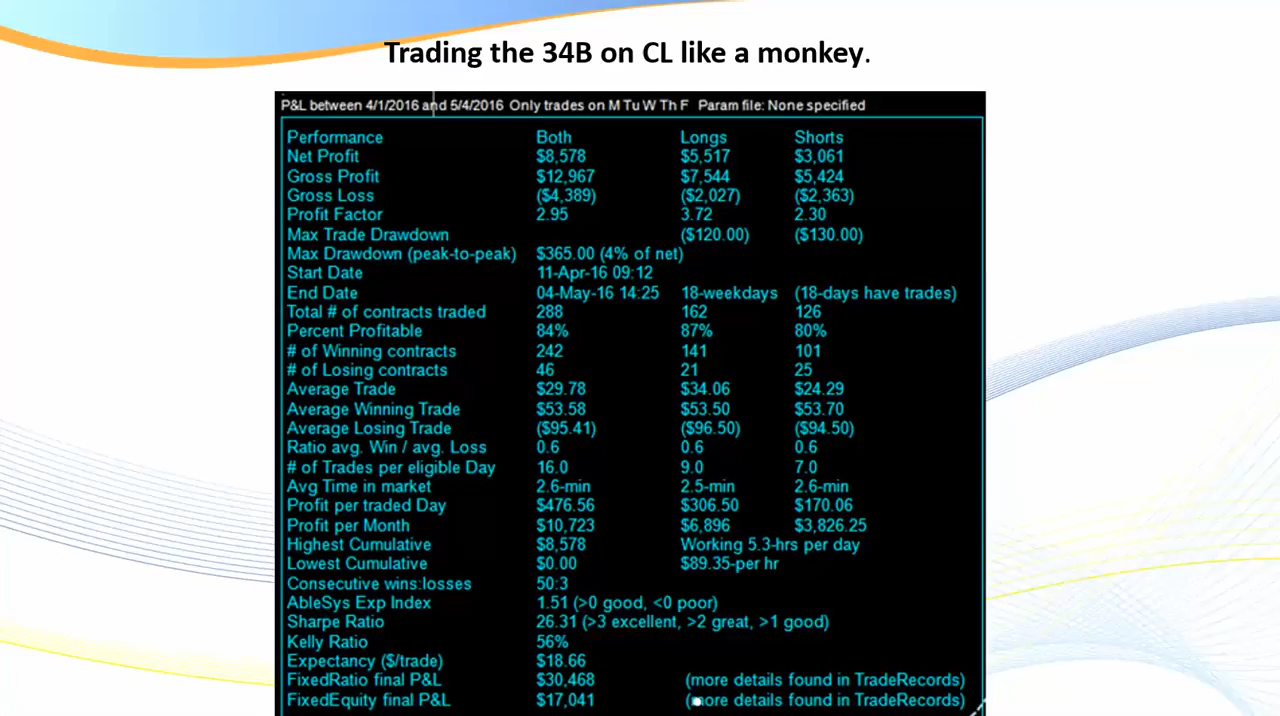 Trading the 34B on CL like a monkey.
P&L between 4/1/2016 and 5/4/2016 Only trades on M Tu W Th F Param file: None specified
Performance Both Longs Shorts
Net Profit $8,578 $5,517 $3,061
Gross Profit $12,967 $7,544 $5,424
Gross Loss ($4,389) ($2,027) ($2,363)
Profit Factor 2.95 3.72 2.30
Max Trade Drawdown ($120.00) ($130.00)
Max Drawdown (peak-to-peak) $365.00 (4% of net)
Start Date 11-Apr-16 09:12
End Date 04-May-16 14:25 18-weekdays (18-days have trades)
Total # of contracts traded 288 162 126
Percent Profitable 84% 87% 80%
# of Winning contracts 242 141 101
# of Losing contracts 46 21 25
Average Trade $29.78 $34.06 $24.29
Average Winning Trade $53.58 $53.50 $53.70
Average Losing Trade ($95.41) ($96.50) ($94.50)
Ratio avg. Win / avg. Loss 0.6 0.6 0.6
# of Trades per eligible Day 16.0 9.0 7.0
Avg Time in market 2.6-min 2.5-min 2.6-min
Profit per traded Day $476.56 $306.50 $170.06
Profit per Month $10,723 $6,896 $3,826.25
Highest Cumulative $8,578 Working 5.3-hrs per day
Lowest Cumulative $0.00 $89.35-per hr
Consecutive wins:losses 50:3
AbleSys Exp Index 1.51 (>0 good, <0 poor)
Sharpe Ratio 26.31 (>3 excellent, >2 great, >1 good)
Kelly Ratio 56%
Expectancy ($/trade) $18.66
FixedRatio final P&L $30,468 (more details found in TradeRecords)
FixedEquity final P&L $17,041 (more details found in TradeRecords)